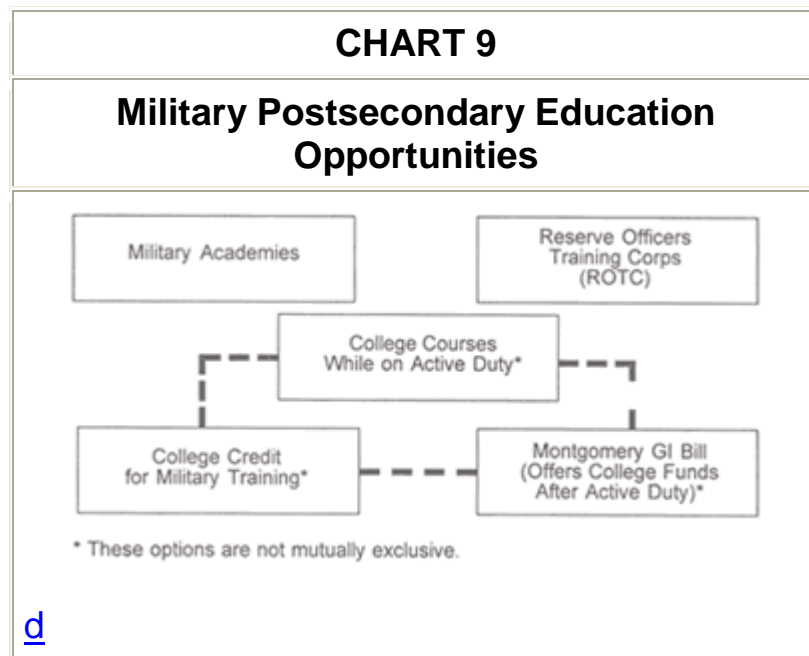 CHART 9
Military Postsecondary Education
Opportunities
Military Academies
Reserve Officers
Training Corps
(ROTC)
College Courses
While on Active Duty*
College Credit
for Military Training*
Montgomery GI Bill
(Offers College Funds
After Active Duty)*
* These options are not mutually exclusive.
d